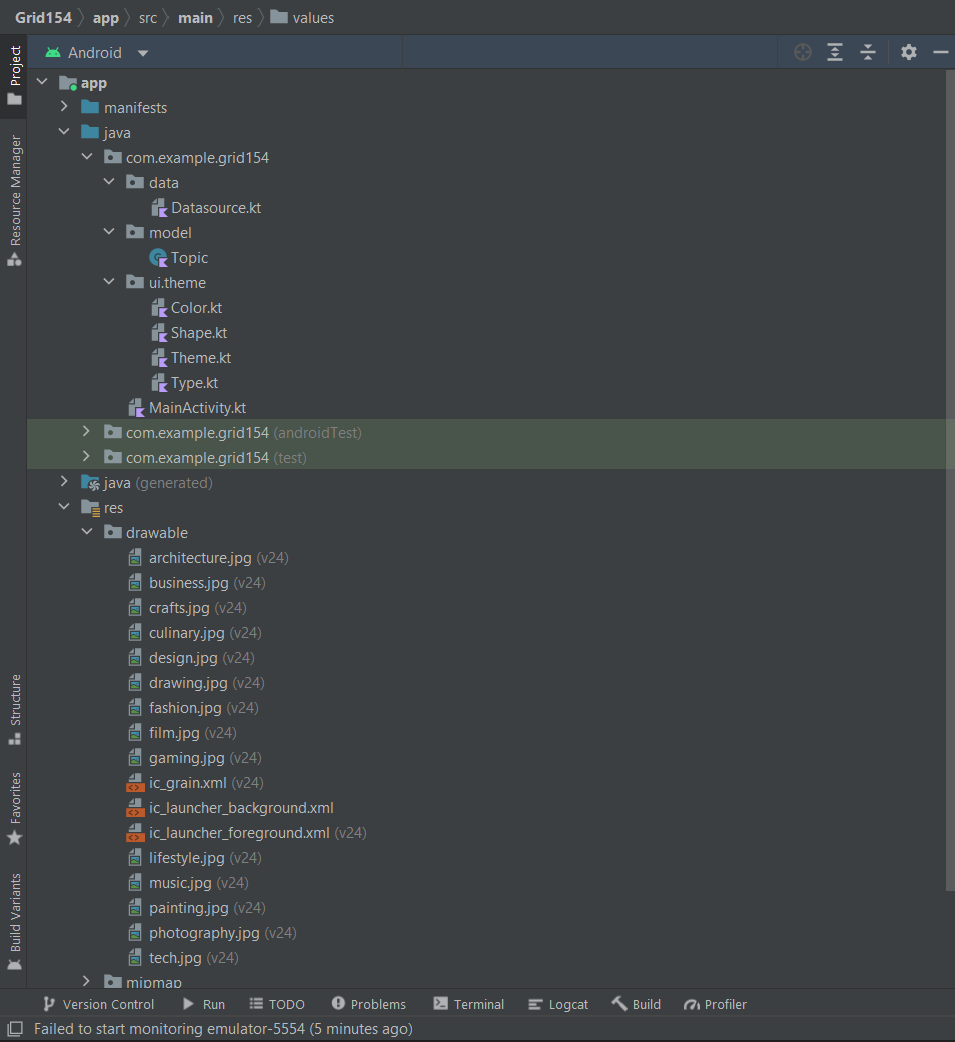 Grid154 app src main res values
Project
Android
app
manifests
java
com.example.grid154
data
Datasource.kt
model
Topic
ui.theme
Color.kt
Shape.kt
Theme.kt
Type.kt
MainActivity.kt
com.example.grid154 (androidTest)
com.example.grid154 (test)
java (generated)
res
drawable
architecture.jpg (v24)
business.jpg (v24)
crafts.jpg (v24)
culinary.jpg (v24)
design.jpg (v24)
drawing.jpg (v24)
fashion.jpg (v24)
film.jpg (v24)
gaming.jpg (v24)
ic_grain.xml (v24)
ic_launcher_background.xml
ic_launcher_foreground.xml (v24)
lifestyle.jpg (v24)
music.jpg (v24)
painting.jpg (v24)
photography.jpg (v24)
tech.jpg (v24)
mipmap
Resource Manager
Structure
Favorites
Build Variants
Version Control Run TODO Problems Terminal Logcat Build Profiler
Failed to start monitoring emulator-5554 (5 minutes ago)